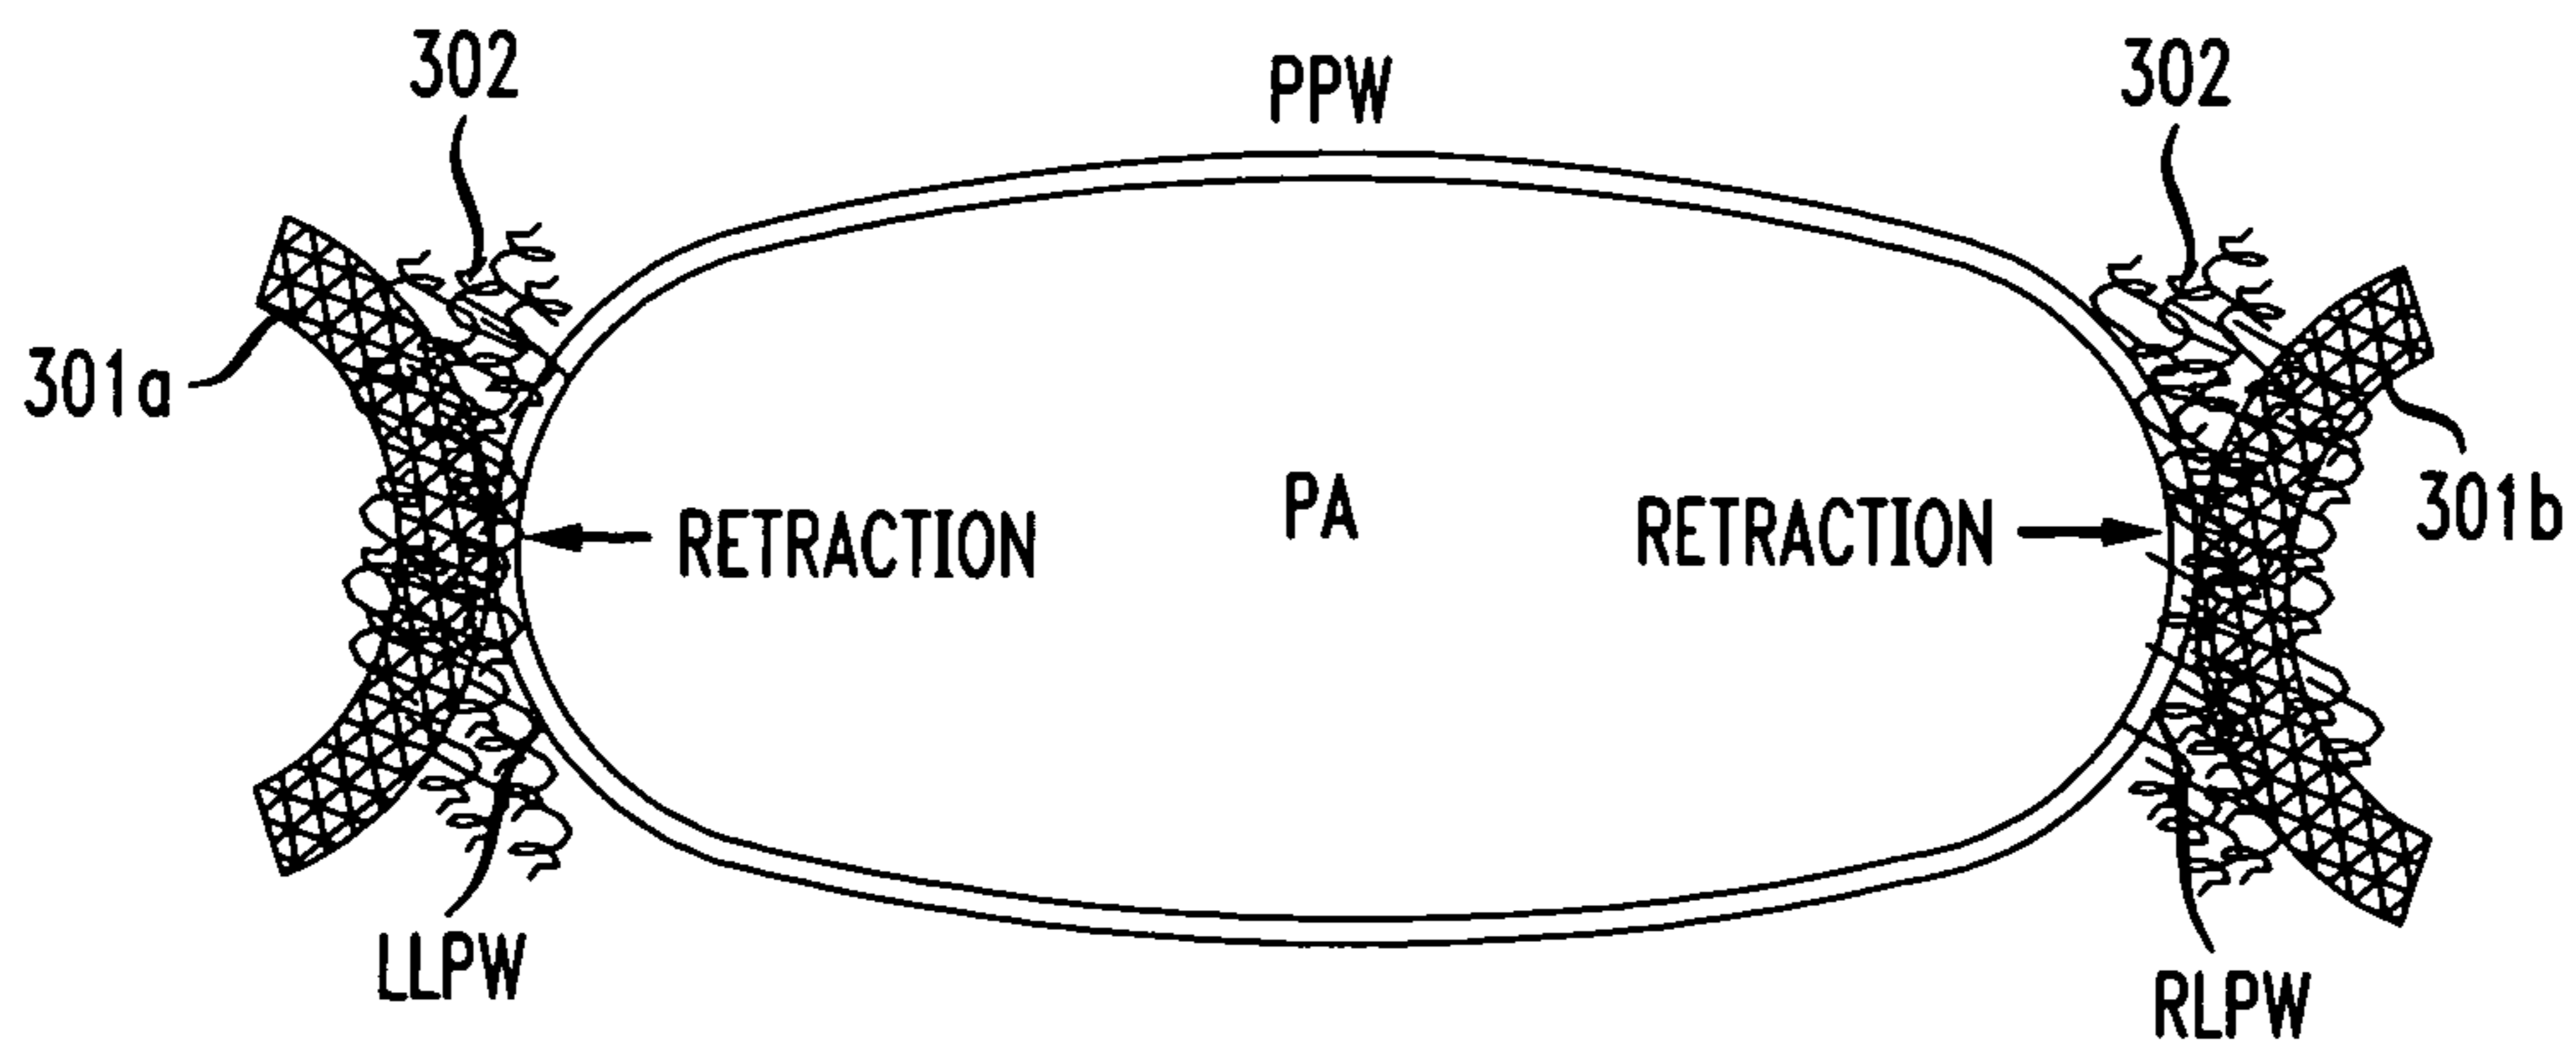 302
PPW
302
301a
PA
RETRACTION
RETRACTION
301b
LLPW
RLPW